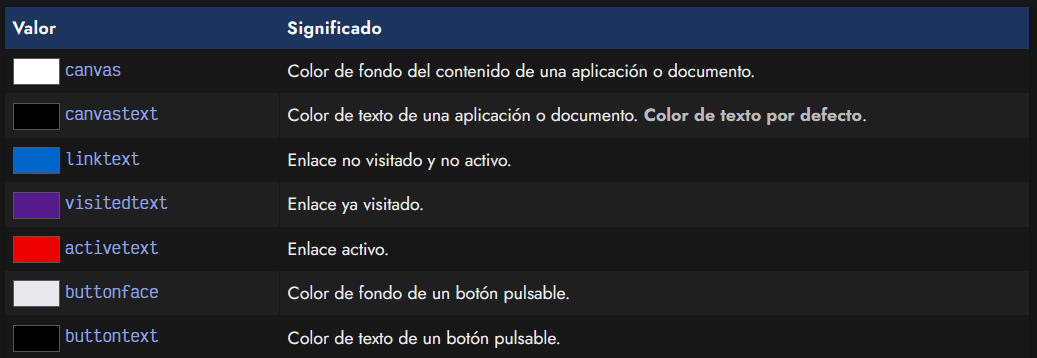 Valor Significado
canvas Color de fondo del contenido de una aplicación o documento.
canvastext Color de texto de una aplicación o documento. Color de texto por defecto.
linktext Enlace no visitado y no activo.
visitedtext Enlace ya visitado.
activetext Enlace activo.
buttonface Color de fondo de un botón pulsable.
buttontext Color de texto de un botón pulsable.